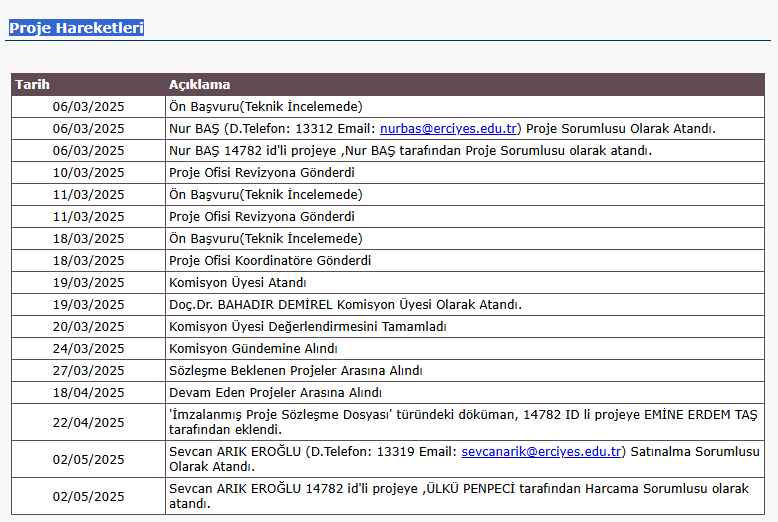 Proje Hareketleri
Tarih Açıklama
06/03/2025 Ön Başvuru(Teknik İncelemede)
06/03/2025 Nur BAŞ (D.Telefon: 13312 Email: nurbas@erciyes.edu.tr) Proje Sorumlusu Olarak Atandı.
06/03/2025 Nur BAŞ 14782 id'li projeye ,Nur BAŞ tarafından Proje Sorumlusu olarak atandı.
10/03/2025 Proje Ofisi Revizyona Gönderdi
11/03/2025 Ön Başvuru(Teknik İncelemede)
11/03/2025 Proje Ofisi Revizyona Gönderdi
18/03/2025 Ön Başvuru(Teknik İncelemede)
18/03/2025 Proje Ofisi Koordinatöre Gönderdi
19/03/2025 Komisyon Üyesi Atandı
19/03/2025 Doç.Dr. BAHADIR DEMİREL Komisyon Üyesi Olarak Atandı.
20/03/2025 Komisyon Üyesi Değerlendirmesini Tamamladı
24/03/2025 Komisyon Gündemine Alındı
27/03/2025 Sözleşme Beklenen Projeler Arasına Alındı
18/04/2025 Devam Eden Projeler Arasına Alındı
22/04/2025 'İmzalanmış Proje Sözleşme Dosyası' türündeki döküman, 14782 ID li projeye EMİNE ERDEM TAŞ
tarafından eklendi.
02/05/2025 Sevcan ARIK EROĞLU (D.Telefon: 13319 Email: sevcanarik@erciyes.edu.tr) Satınalma Sorumlusu
Olarak Atandı.
02/05/2025 Sevcan ARIK EROĞLU 14782 id'li projeye ,ÜLKÜ PENPECİ tarafından Harcama Sorumlusu olarak
atandı.